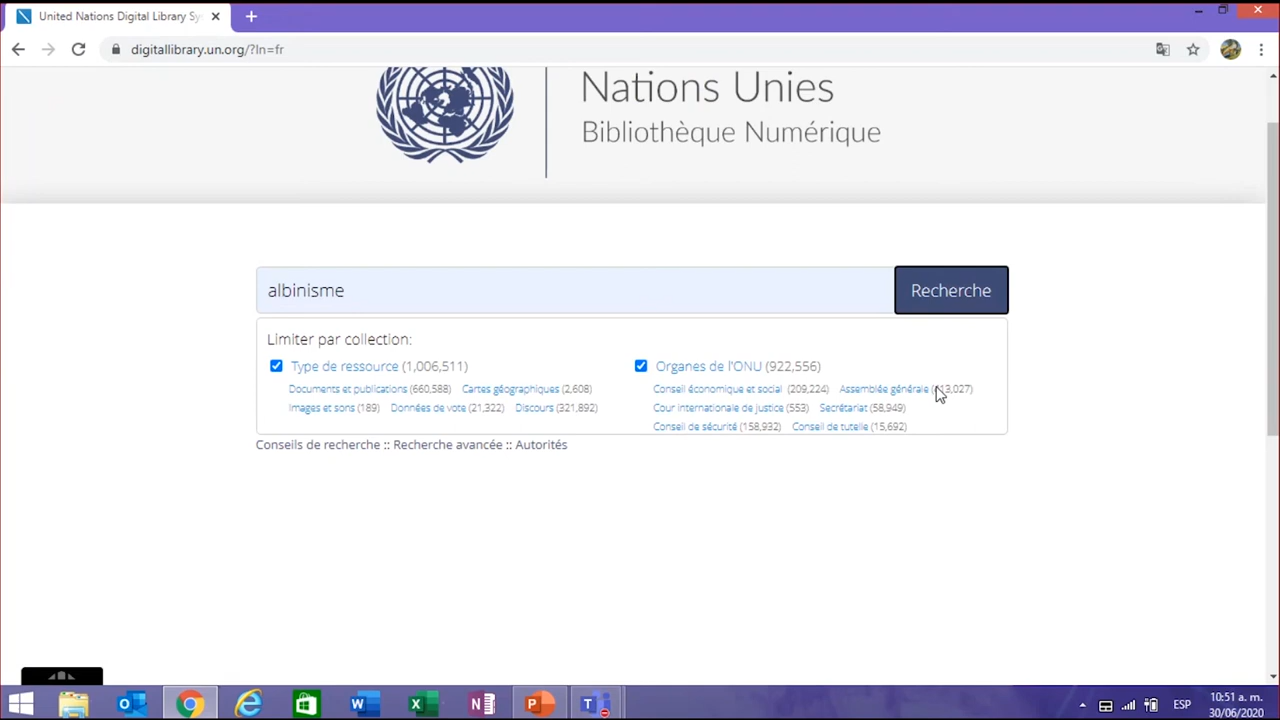 United Nations Digital Library Sy
digitallibrary.un.org/?ln=fr
Nations Unies
Bibliothèque Numérique
albinisme
Recherche
Limiter par collection:
Type de ressource (1,006,511)
Documents et publications (660,588) Cartes géographiques (2,608)
Images et sons (189) Données de vote (21,322) Discours (321,892)
Organes de l'ONU (922,556)
Conseil économique et social (209,224) Assemblée générale 13,027)
Cour internationale de justice (553) Secrétariat (58,949)
Conseil de sécurité (158,932) Conseil de tutelle (15,692)
Conseils de recherche :: Recherche avancée :: Autorités
ESP
10:51 a. m.
30/06/2020